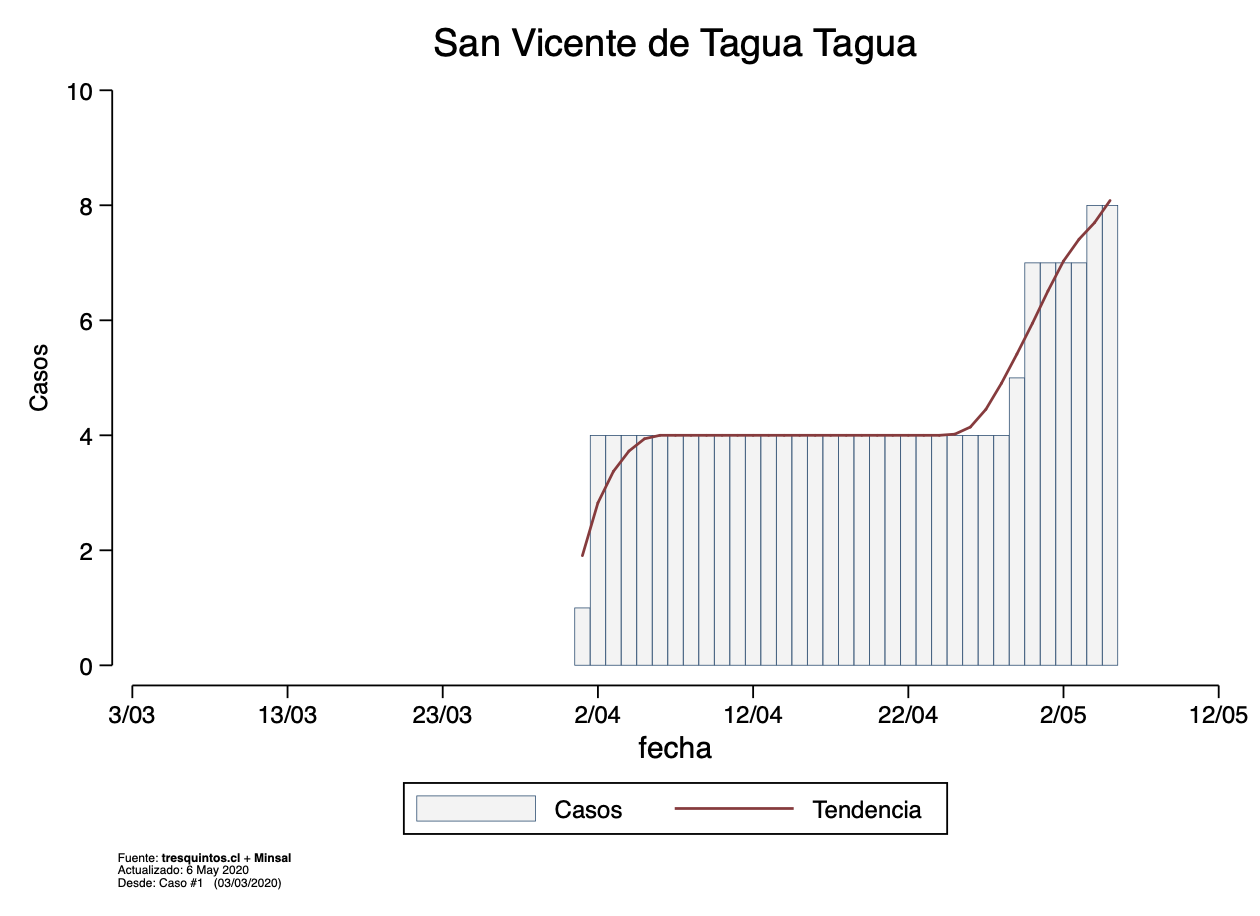 San Vicente de Tagua Tagua
10
8
6
4
2
0
Casos
3/03 13/03 23/03 2/04 12/04 22/04 2/05 12/05
fecha
Casos Tendencia
Fuente: tresquintos.cl + Minsal
Actualizado: 6 May 2020
Desde: Caso #1 (03/03/2020)